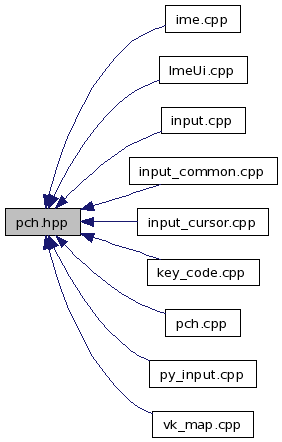 ime.cpp
ImeUi.cpp
input.cpp
input_common.cpp
pch.hpp
input_cursor.cpp
key_code.cpp
pch.cpp
py_input.cpp
vk_map.cpp